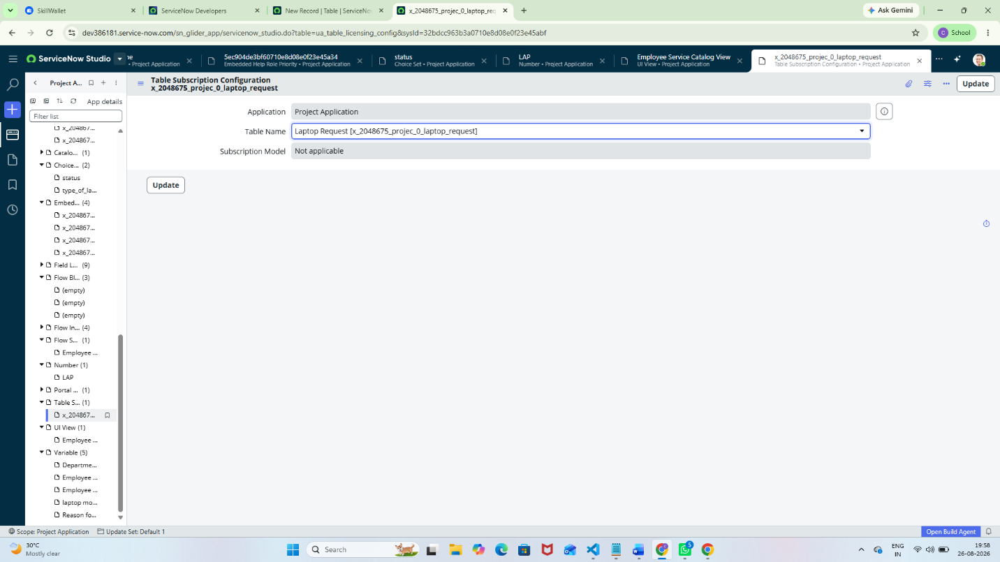 SkillWallet
ServiceNow Developers
New Record | Table | ServiceNo
x_2048675_projec_0_laptop_req
Ask Gemini
dev386181.service-now.com/sn_glider_app/servicenow_studio.do?table=ua_table_licensing_config&sysId=32bdcc963b3a0710e8d08e0f23e45abf
C School
ServiceNow Studio
ne
• Project Application
5ec904de3bf60710e8d08e0f23e45a34
Embedded Help Role Priority • Project Application
status
Choice Set • Project Application
LAP
Number • Project Application
Employee Service Catalog View
UI View • Project Application
x_2048675_projec_0_laptop_request
Table Subscription Configuration • Project Application
Project A...
App details
Filter list
x_204867...
x_204867...
Catalo... (1)
Choice... (2)
status
type_of_la...
Embed... (4)
x_204867...
x_204867...
x_204867...
x_204867...
Field L... (9)
Flow Bl... (3)
(empty)
(empty)
(empty)
Flow In... (4)
Flow S... (1)
Employee ...
Number (1)
LAP
Portal ... (1)
Table S... (1)
x_204867...
UI View (1)
Employee ...
Variable (5)
Departme...
Employee ...
Employee ...
laptop mo...
Reason fo...
Table Subscription Configuration
x_2048675_projec_0_laptop_request
Update
Application Project Application
Table Name Laptop Request [x_2048675_projec_0_laptop_request]
Subscription Model Not applicable
Update
Scope: Project Application Update Set: Default 1
Open Build Agent
30°C
Mostly clear
Search
5
ENG
IN
19:58
26-08-2026